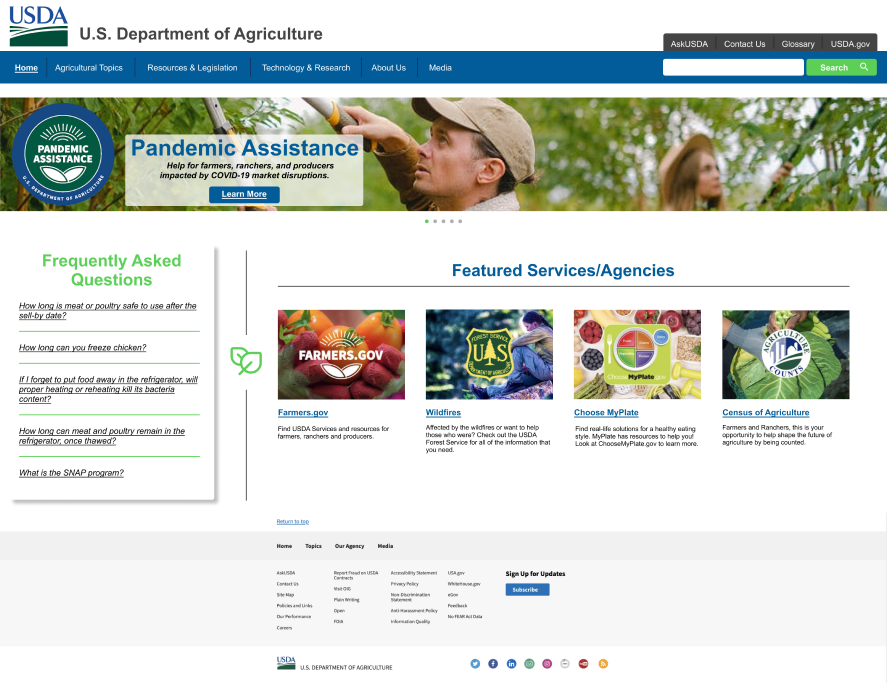 USDA
U.S. Department of Agriculture
AskUSDA
Contact Us
Glossary
USDA.gov
Home
Agricultural Topics
Resources & Legislation
Technology & Research
About Us
Media
Search
PANDEMIC
ASSISTANCE
U.S. DEPARTMENT OF AGRICULTURE
Pandemic Assistance
Help for farmers, ranchers, and producers
impacted by COVID-19 market disruptions.
Learn More
Frequently Asked
Questions
How long is meat or poultry safe to use after the
sell-by date?
How long can you freeze chicken?
If I forget to put food away in the refrigerator, will
proper heating or reheating kill its bacteria
content?
How long can meat and poultry remain in the
refrigerator, once thawed?
What is the SNAP program?
Featured Services/Agencies
FARMERS.GOV
Farmers.gov
Find USDA Services and resources for
farmers, ranchers and producers.
FOREST SERVICE
U S
DEPARTMENT OF AGRICULTURE
Wildfires
Affected by the wildfires or want to help
those who were? Check out the USDA
Forest Service for all of the information that
you need.
Choose MyPlate.gov
Choose MyPlate
Find real-life solutions for a healthy eating
style. MyPlate has resources to help you!
Look at ChooseMyPlate.gov to learn more.
AGRICULTURE
COUNTS
Census of Agriculture
Farmers and Ranchers, this is your
opportunity to help shape the future of
agriculture by being counted.
Return to top
Home
Topics
Our Agency
Media
AskUSDA
Contact Us
Site Map
Policies and Links
Our Performance
Careers
Report Fraud on USDA
Contracts
Visit OIG
Plain Writing
Open
FOIA
Accessibility Statement
Privacy Policy
Non-Discrimination
Statement
Anti-Harassment Policy
Information Quality
USA.gov
WhiteHouse.gov
eGov
Feedback
No FEAR Act Data
Sign Up for Updates
Subscribe
USDA
U.S. DEPARTMENT OF AGRICULTURE